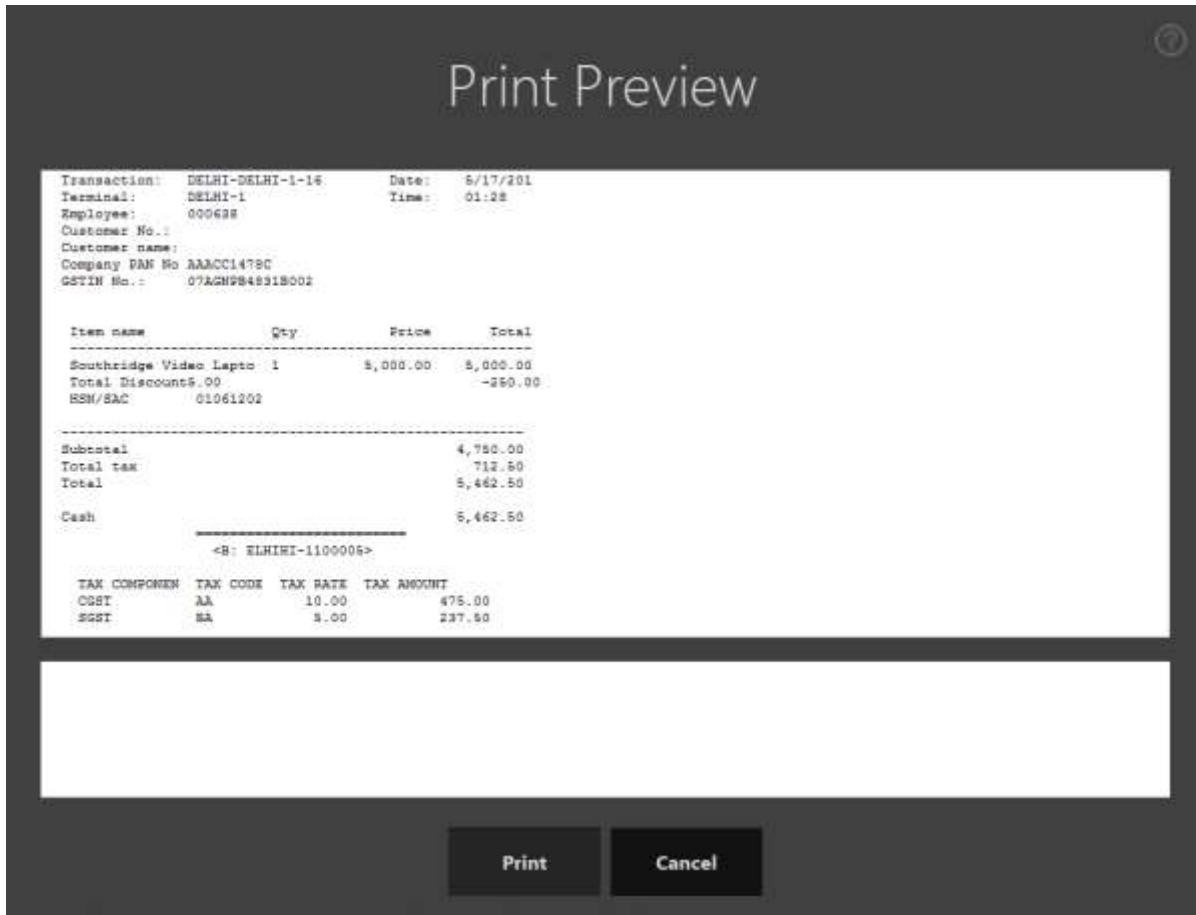 Print Preview
Transaction: DELHI-DELHI-1-16 Date: 5/17/201
Terminal: DELHI-1 Time: 01:28
Employee: 000638
Customer No.:
Customer name:
Company PAN No AAACC1478C
GSTIN No.: 07AGNPB4831B002
Item name Qty Price Total
Southridge Video Lapto 1 5,000.00 5,000.00
Total Discount5.00 -250.00
HSN/SAC 01061202
Subtotal 4,750.00
Total tax 712.50
Total 5,462.50
Cash 5,462.50
<B: ELHIHI-1100005>
TAX COMPONEN TAX CODE TAX RATE TAX AMOUNT
CGST AA 10.00 475.00
SGST 5.00 237.50
Print Cancel